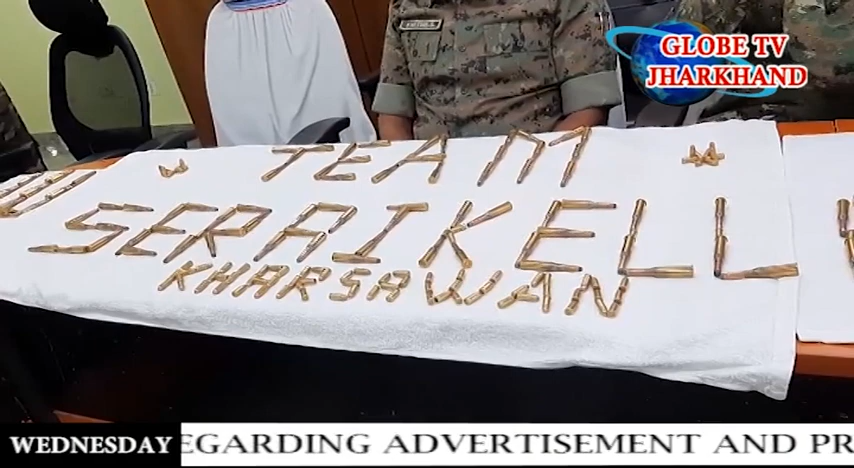 GLOBE TV
JHARKHAND
TEAM
SERAIKELL
KHARSAWAN
WEDNESDAY
EGARDING ADVERTISEMENT AND PR